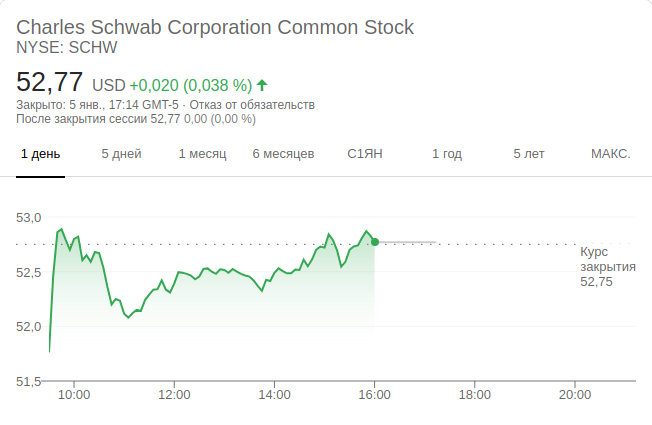 Charles Schwab Corporation Common Stock
NYSE: SCHW
52,77 USD +0,020 (0,038 %)
Закрыто: 5 янв., 17:14 GMT-5 · Отказ от обязательств
После закрытия сессии 52,77 0,00 (0,00 %)
1 день 5 дней 1 месяц 6 месяцев С1ЯН 1 год 5 лет МАКС.
53,0
Курс
закрытия
52,75
52,5
52,0
51,5
10:00 12:00 14:00 16:00 18:00 20:00